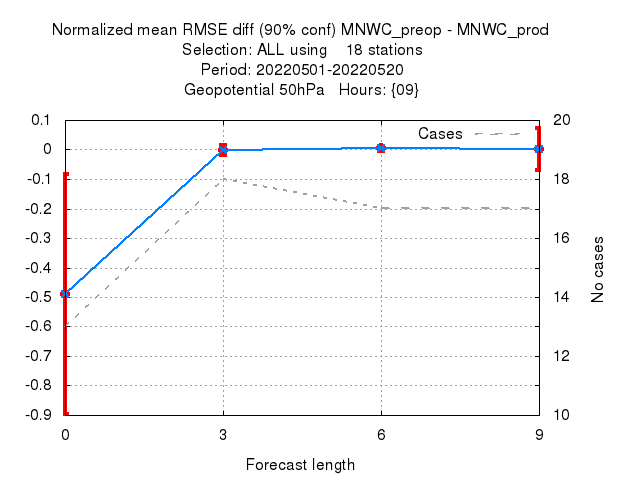 Normalized mean RMSE diff (90% conf) MNWC_preop - MNWC_prod
Selection: ALL using 18 stations
Period: 20220501-20220520
Geopotential 50hPa Hours: {09}
Cases
0.1
0
-0.1
-0.2
-0.3
-0.4
-0.5
-0.6
-0.7
-0.8
-0.9
20
18
16
14
12
10
No cases
0 3 6 9
Forecast length